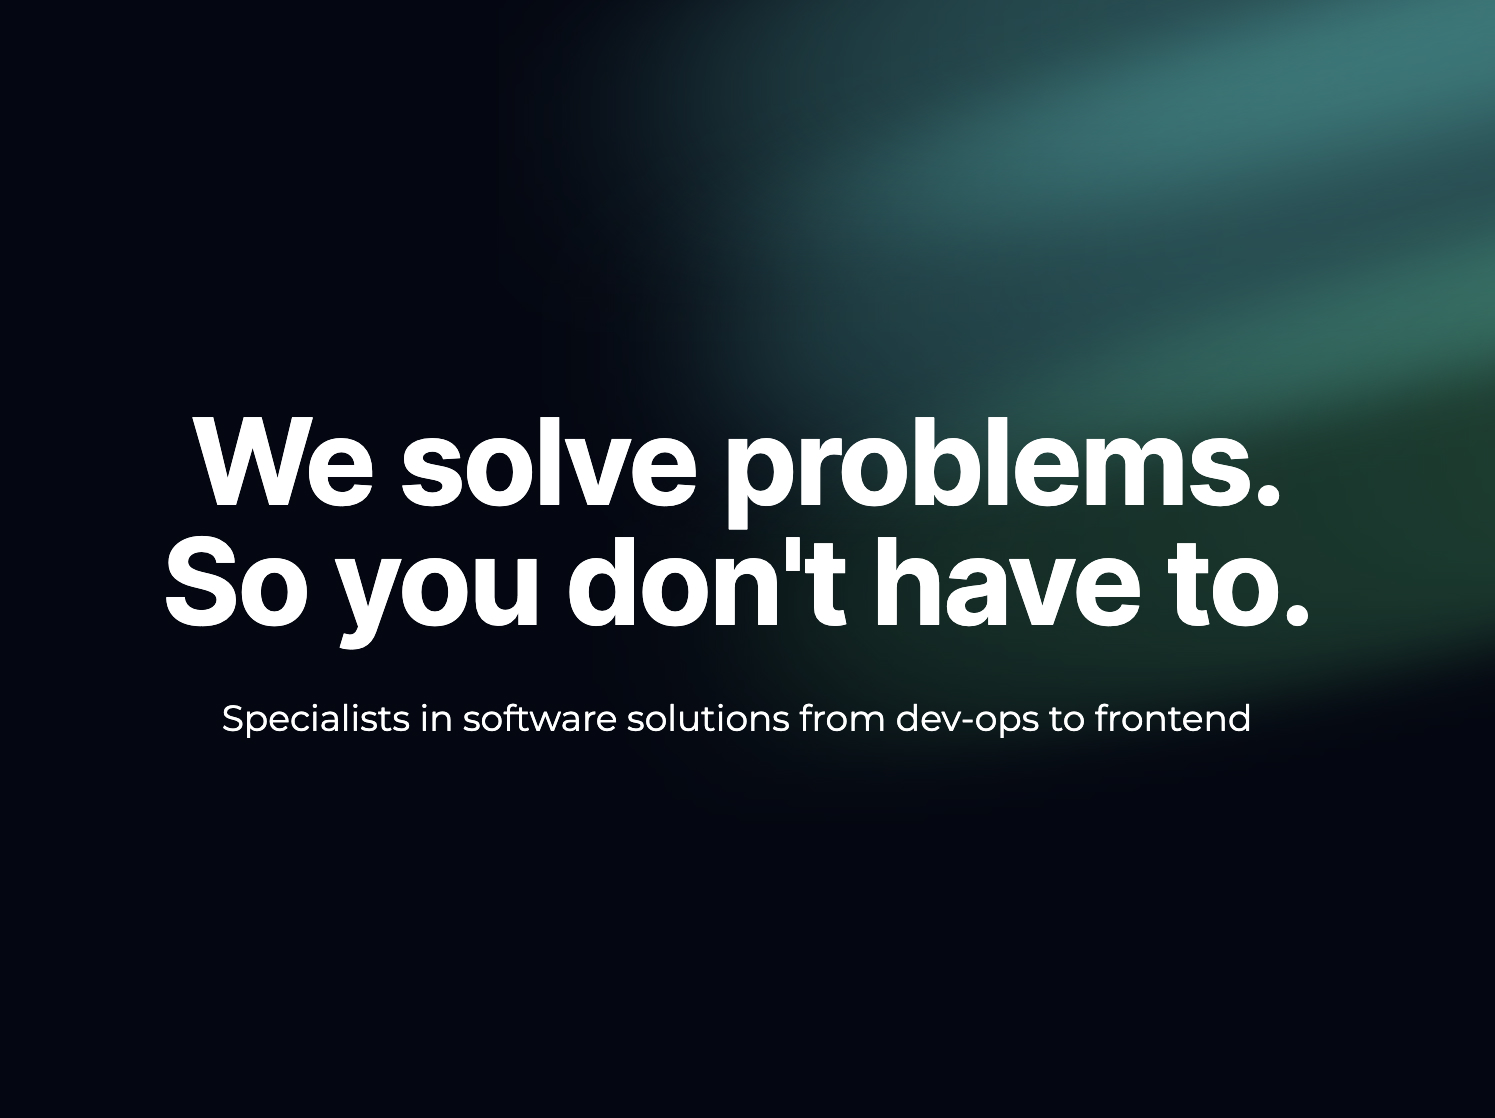 We solve problems.
So you don't have to.
Specialists in software solutions from dev-ops to frontend